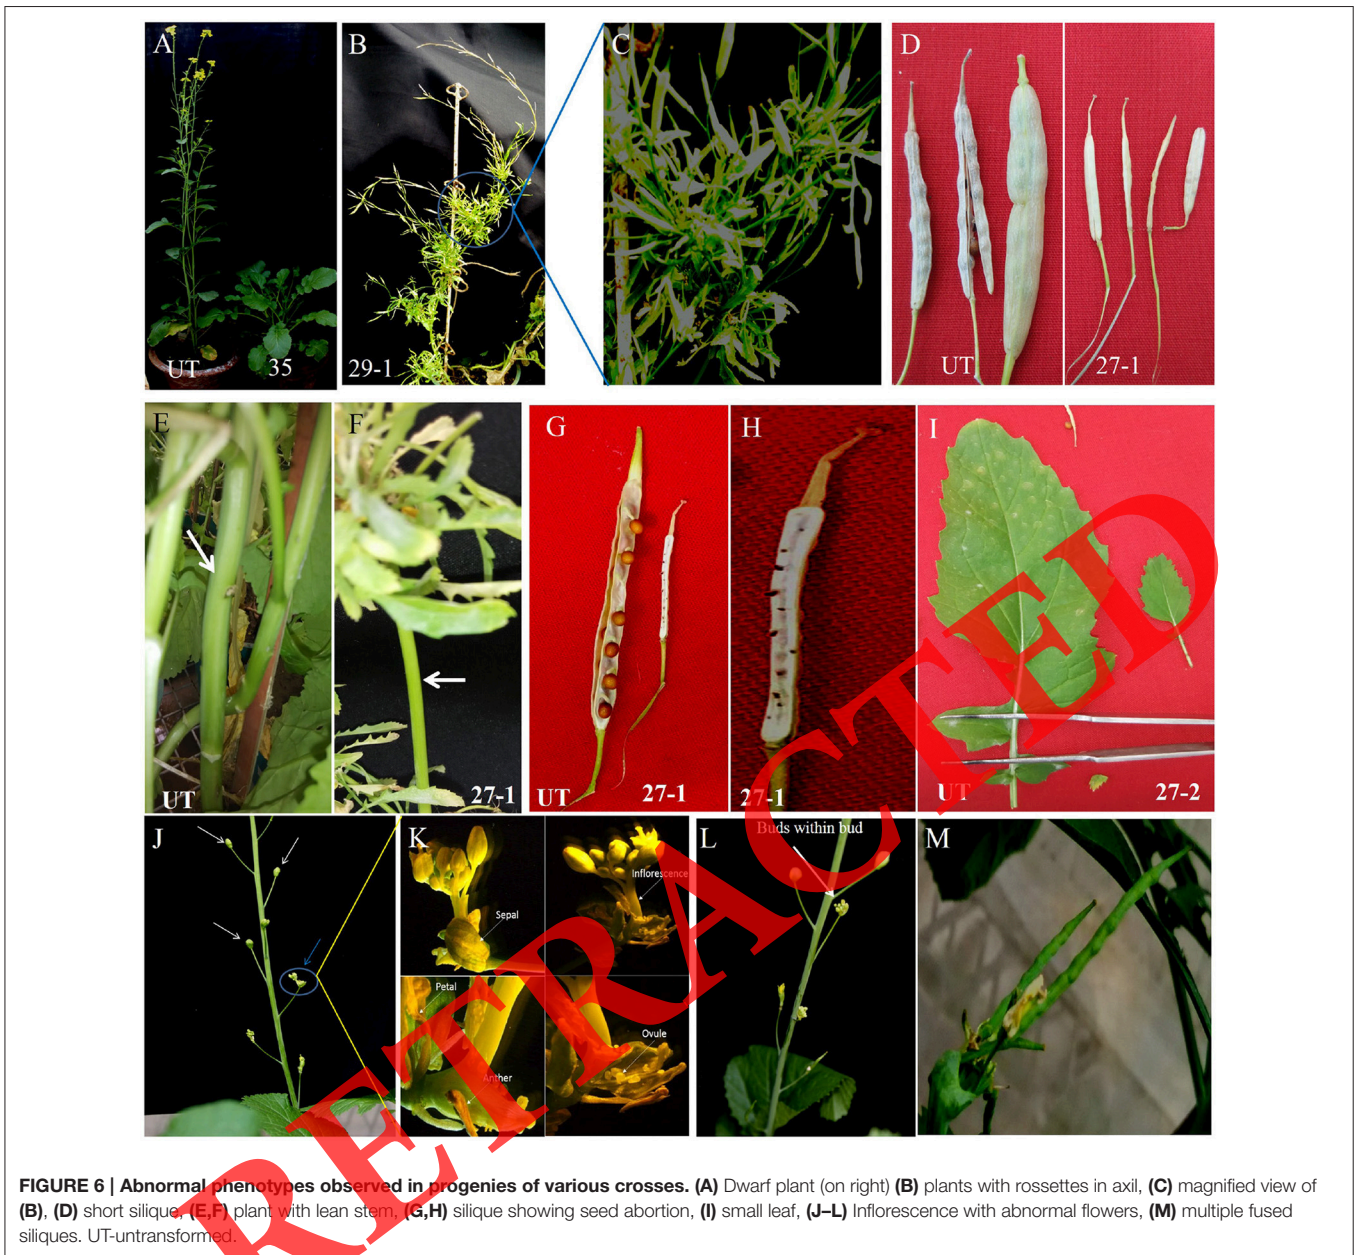 A
B
C
D
UT
35
29-1
UT
27-1
E
F
G
H
I
UT
27-1
UT
27-1
27-1
UT
27-2
J
K
L
M
Buds within bud
Sepal
Inflorescence
Petal
Anther
Ovule
RETRACTED
FIGURE 6 | Abnormal phenotypes observed in progenies of various crosses. (A) Dwarf plant (on right) (B) plants with rossettes in axil, (C) magnified view of
(B), (D) short silique, (E,F) plant with lean stem, (G,H) silique showing seed abortion, (I) small leaf, (J–L) Inflorescence with abnormal flowers, (M) multiple fused
siliques. UT-untransformed.